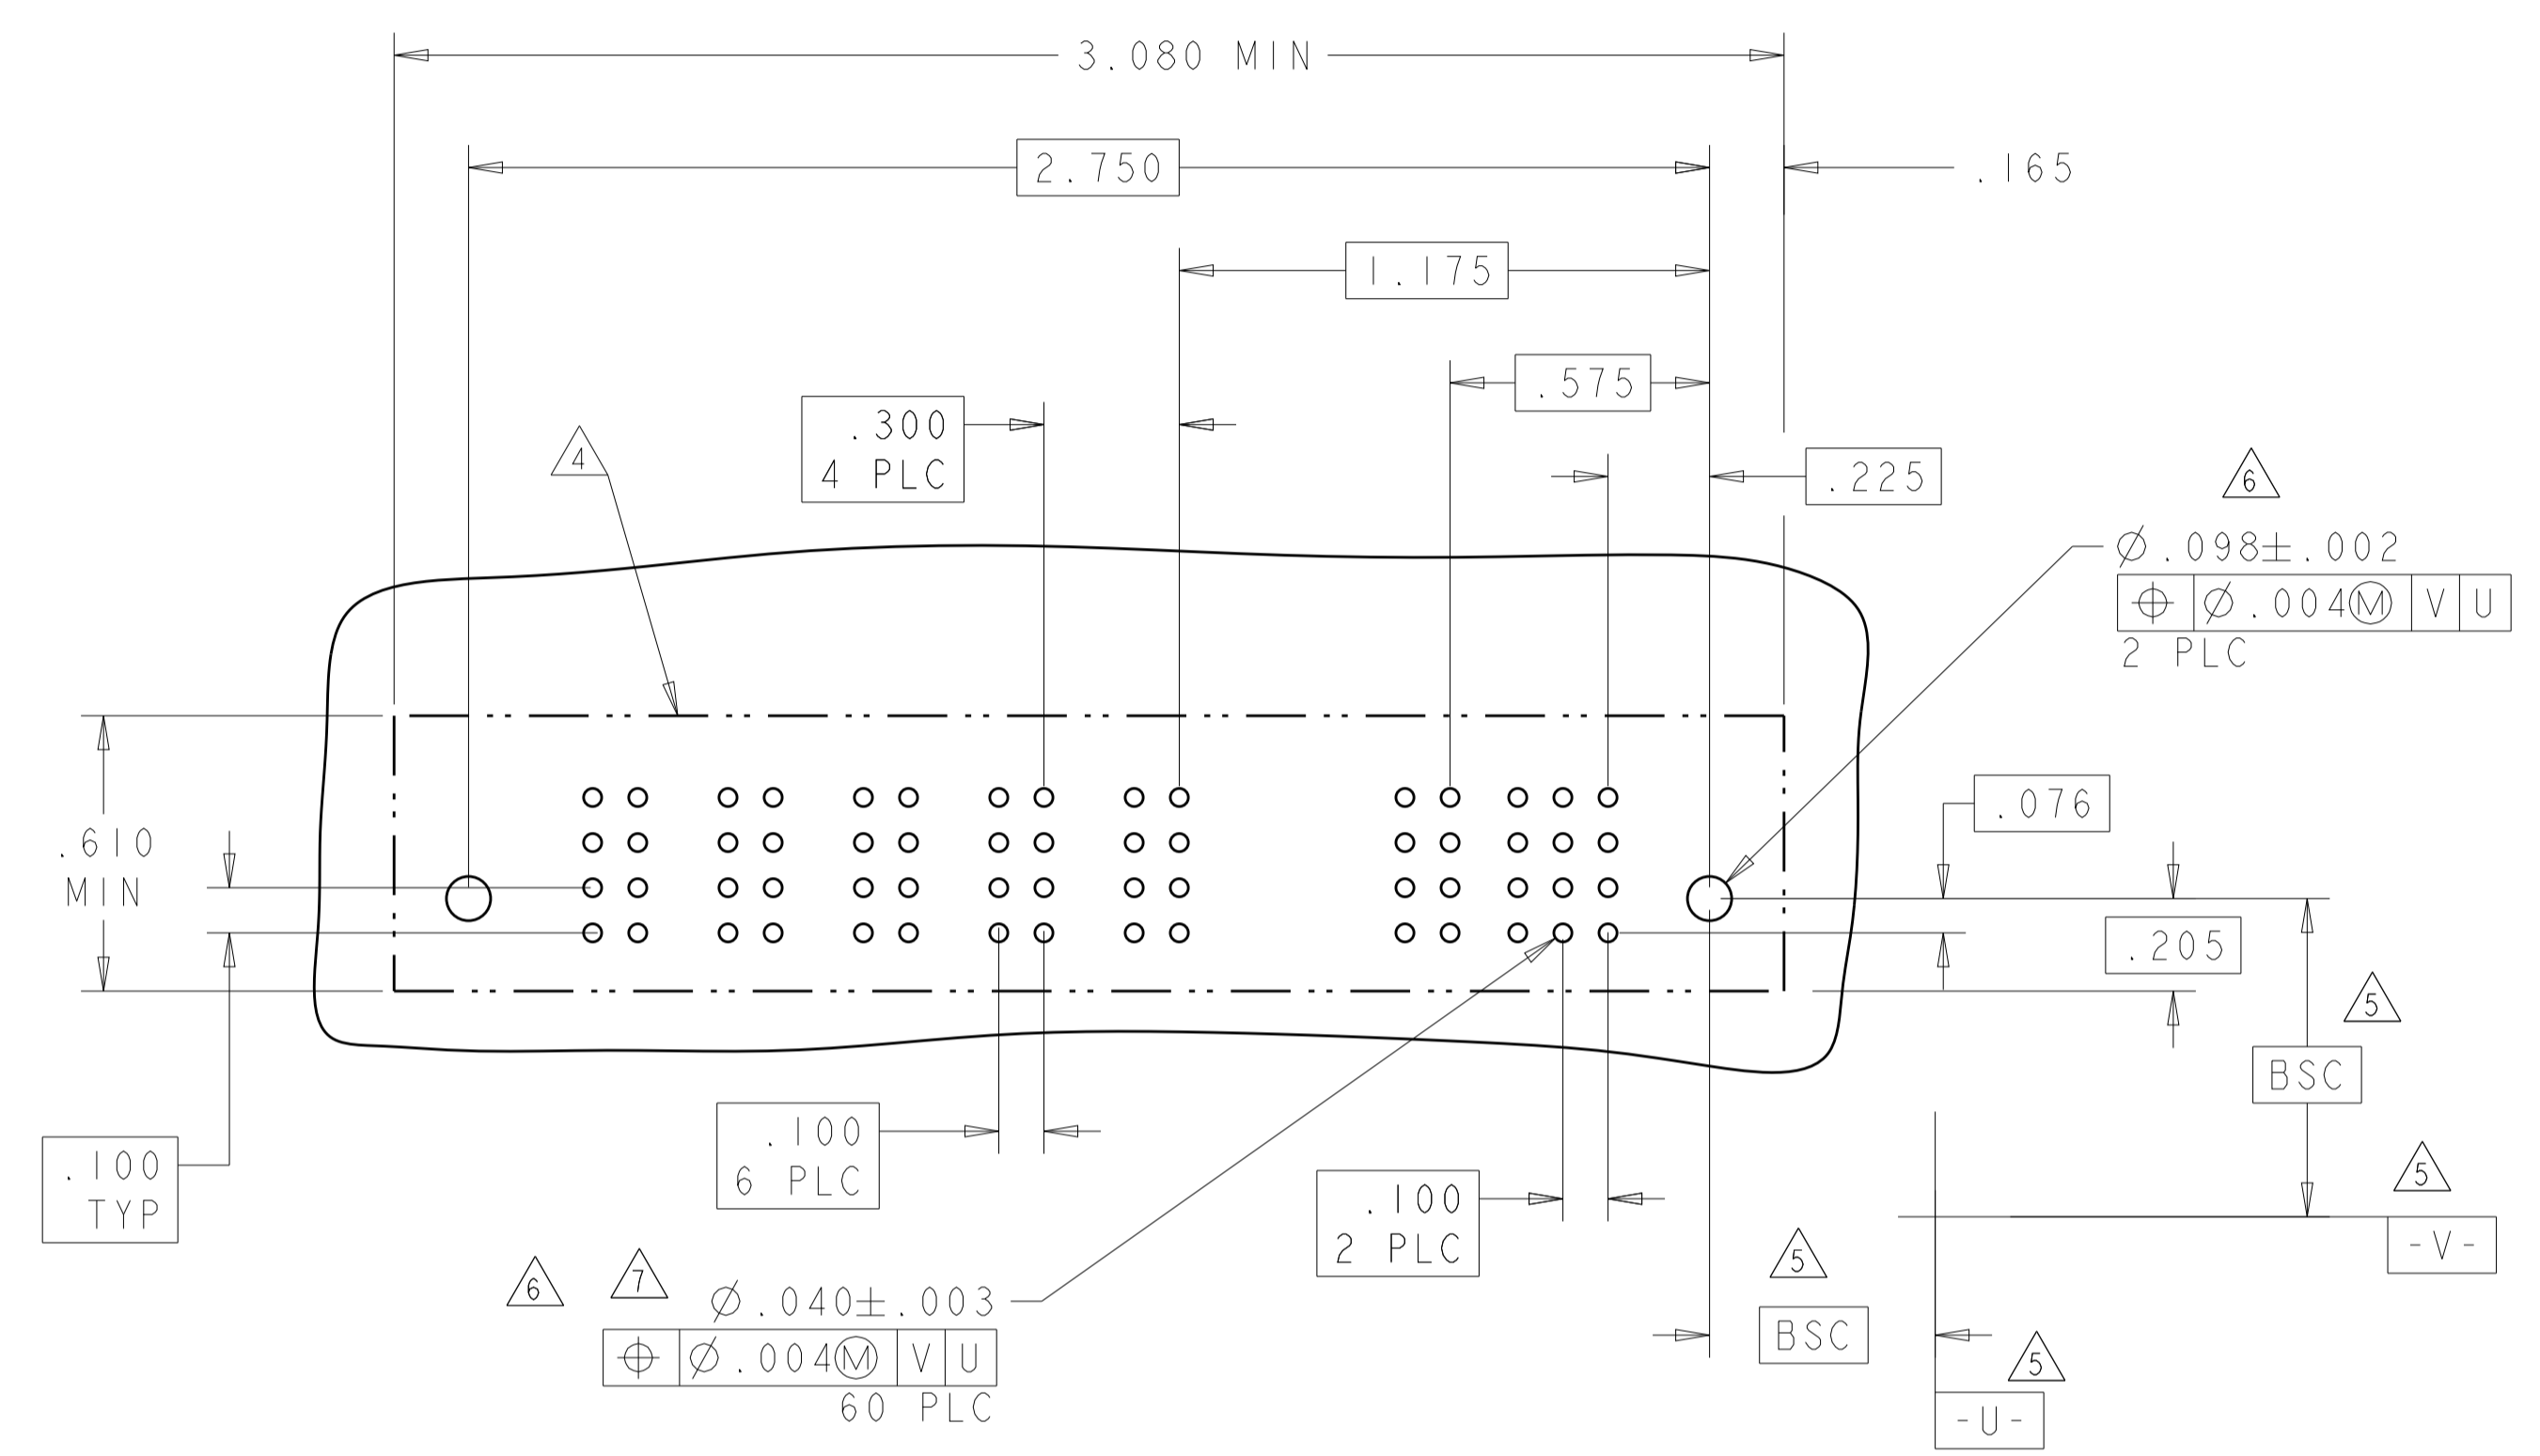 3.080 MIN
2.750
.165
1.175
.575
.300
4 PLC
4
.225
6
Ø.098±.002
⌖ Ø.004Ⓜ V U
2 PLC
.076
.610
MIN
.205
5
BSC
.100
6 PLC
.100
TYP
.100
2 PLC
5
-V-
5
BSC
6
7
Ø.040±.003
⌖ Ø.004Ⓜ V U
60 PLC
5
-U-